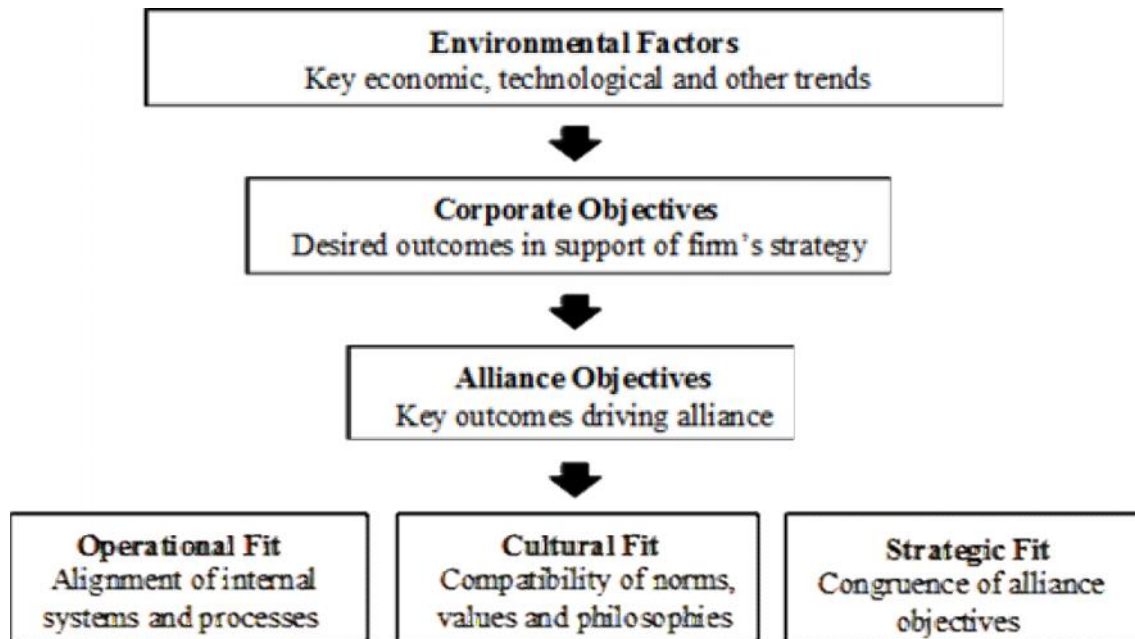 Environmental Factors
Key economic, technological and other trends
Corporate Objectives
Desired outcomes in support of firm's strategy
Alliance Objectives
Key outcomes driving alliance
Operational Fit
Alignment of internal
systems and processes
Cultural Fit
Compatibility of norms,
values and philosophies
Strategic Fit
Congruence of alliance
objectives